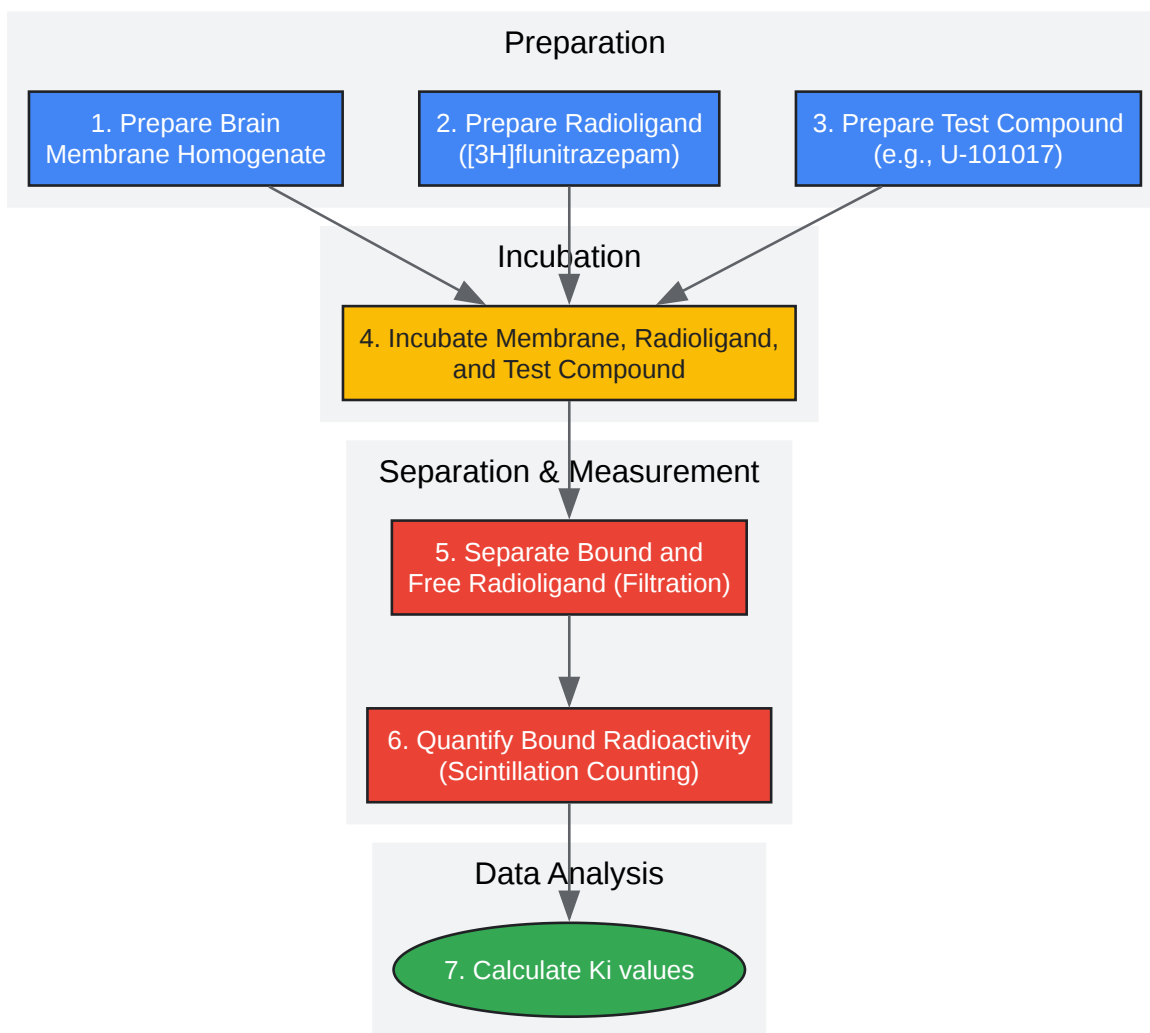 Preparation
1. Prepare Brain
Membrane Homogenate
2. Prepare Radioligand
([3H]flunitrazepam)
3. Prepare Test Compound
(e.g., U-101017)
Incubation
4. Incubate Membrane, Radioligand,
and Test Compound
Separation & Measurement
5. Separate Bound and
Free Radioligand (Filtration)
6. Quantify Bound Radioactivity
(Scintillation Counting)
Data Analysis
7. Calculate Ki values